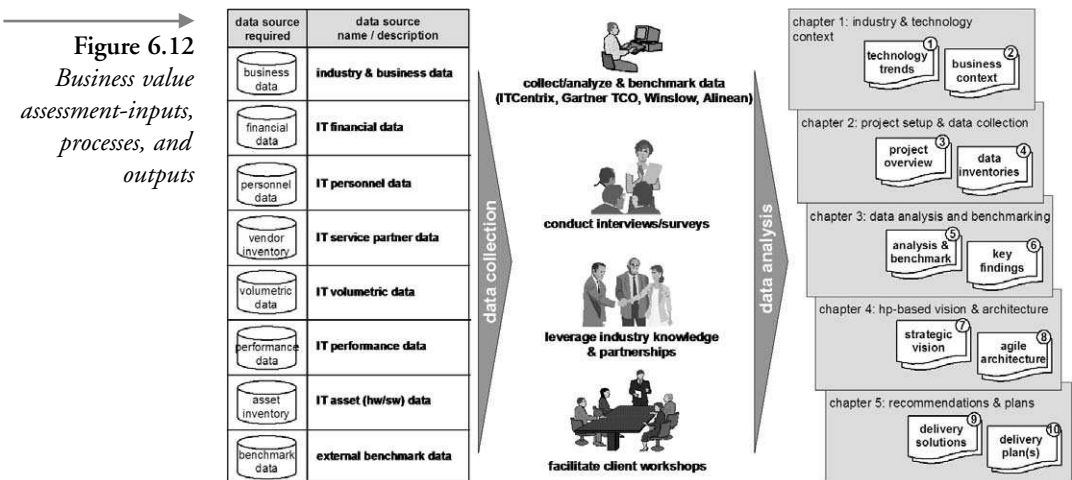 Figure 6.12
Business value
assessment-inputs,
processes, and
outputs
data source
required
data source
name / description
business
data
industry & business data
financial
data
IT financial data
personnel
data
IT personnel data
vendor
inventory
IT service partner data
volumetric
data
IT volumetric data
performance
data
IT performance data
asset
inventory
IT asset (hw/sw) data
benchmark
data
external benchmark data
data collection
collect/analyze & benchmark data
(ITCentrix, Gartner TCO, Winslow, Alinean)
conduct interviews/surveys
leverage industry knowledge
& partnerships
facilitate client workshops
data analysis
chapter 1: industry & technology
context
1
technology
trends
2
business
context
chapter 2: project setup & data collection
3
project
overview
4
data
inventories
chapter 3: data analysis and benchmarking
5
analysis &
benchmark
6
key
findings
chapter 4: hp-based vision & architecture
7
strategic
vision
8
agile
architecture
chapter 5: recommendations & plans
9
delivery
solutions
10
delivery
plan(s)